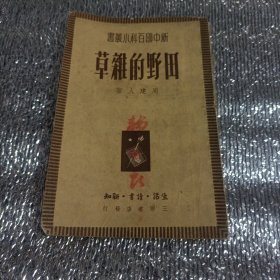 新中國百科小叢書
田野的雜草
周建人著
生活·讀書·新知
三聯書店發行